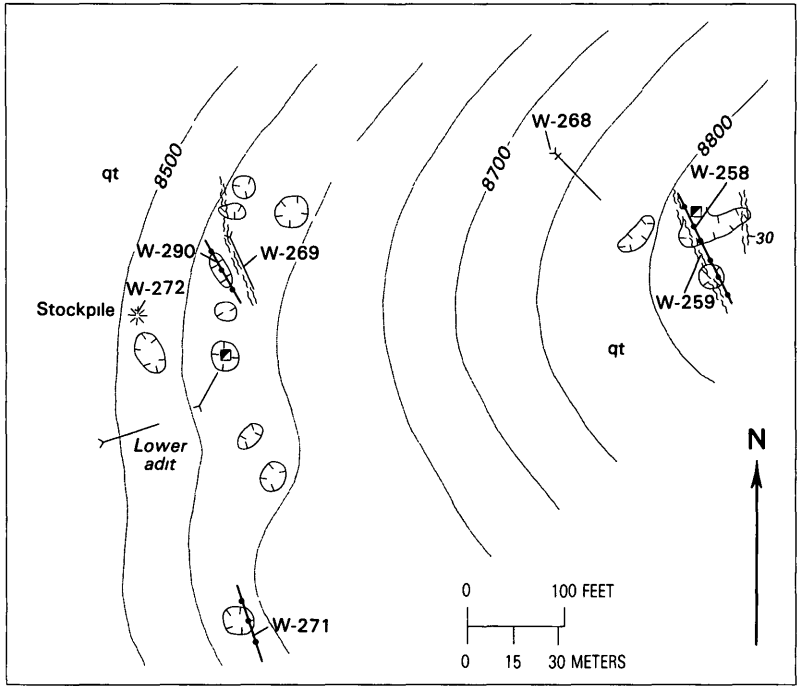 W-268
8800
8500
8700
W-258
qt
30
W-290
W-269
W-272
W-259
Stockpile
qt
Lower
adit
N
0 100 FEET
W-271
0 15 30 METERS